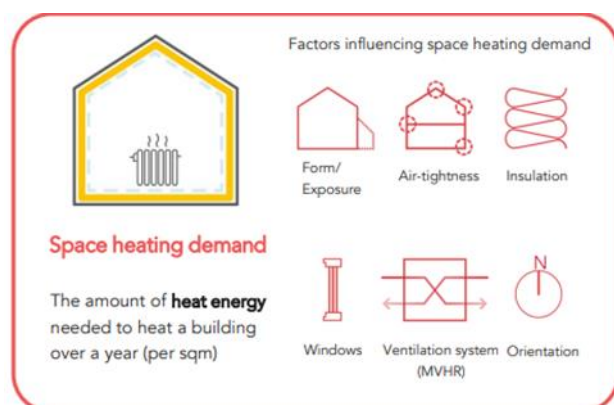 Factors influencing space heating demand
Form/
Exposure
Air-tightness
Insulation
Space heating demand
The amount of heat energy
needed to heat a building
over a year (per sqm)
N
Windows
Ventilation system
(MVHR)
Orientation